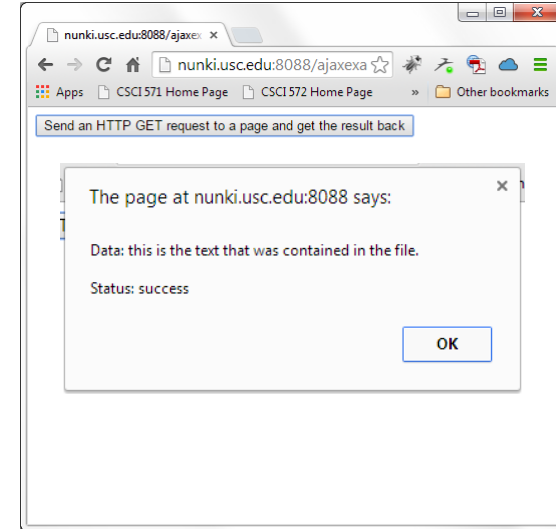 nunki.usc.edu:8088/ajaxex
nunki.usc.edu:8088/ajaxexa
Apps CSCI 571 Home Page CSCI 572 Home Page » Other bookmarks
Send an HTTP GET request to a page and get the result back
The page at nunki.usc.edu:8088 says:
Data: this is the text that was contained in the file.
Status: success
OK